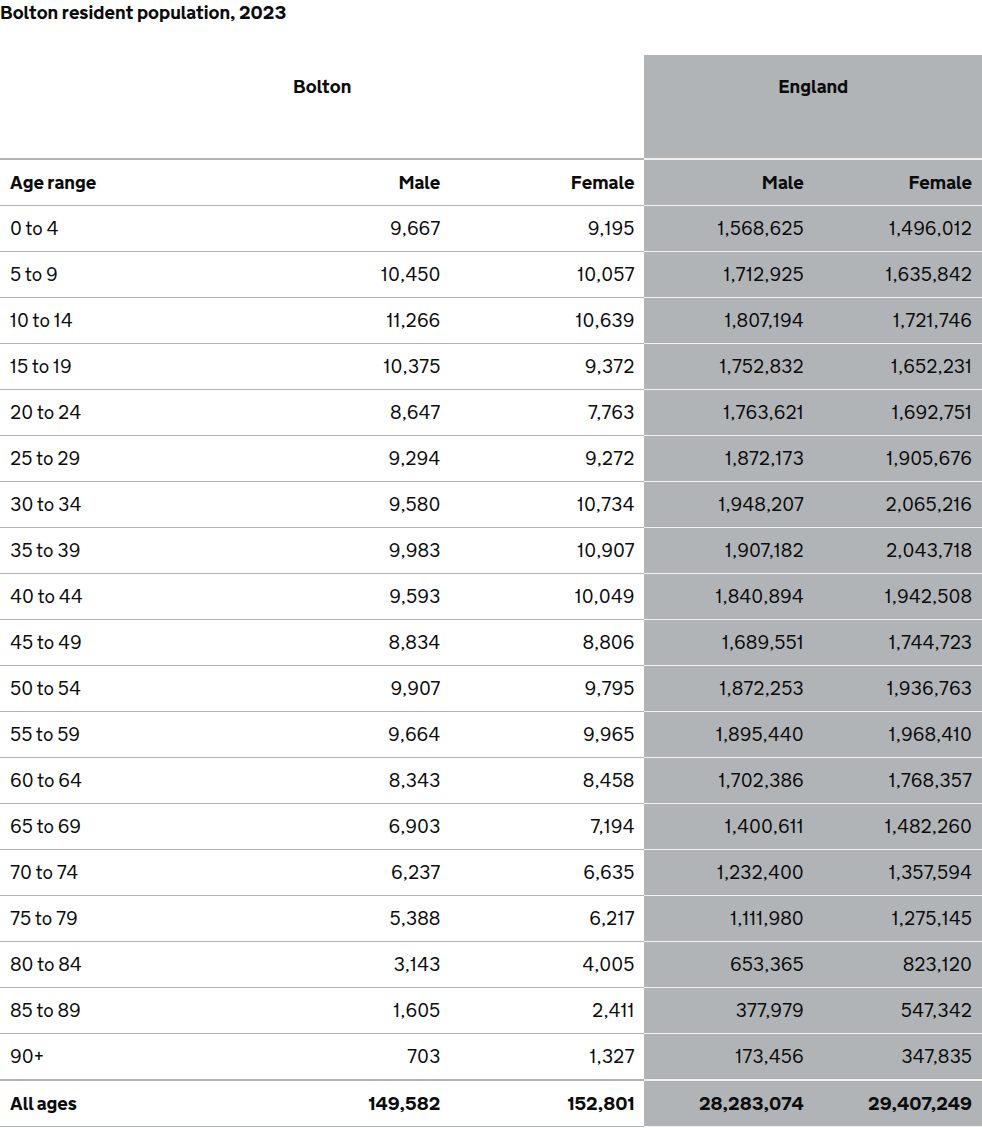 Bolton resident population, 2023
Bolton England
Age range Male Female Male Female
0 to 4 9,667 9,195 1,568,625 1,496,012
5 to 9 10,450 10,057 1,712,925 1,635,842
10 to 14 11,266 10,639 1,807,194 1,721,746
15 to 19 10,375 9,372 1,752,832 1,652,231
20 to 24 8,647 7,763 1,763,621 1,692,751
25 to 29 9,294 9,272 1,872,173 1,905,676
30 to 34 9,580 10,734 1,948,207 2,065,216
35 to 39 9,983 10,907 1,907,182 2,043,718
40 to 44 9,593 10,049 1,840,894 1,942,508
45 to 49 8,834 8,806 1,689,551 1,744,723
50 to 54 9,907 9,795 1,872,253 1,936,763
55 to 59 9,664 9,965 1,895,440 1,968,410
60 to 64 8,343 8,458 1,702,386 1,768,357
65 to 69 6,903 7,194 1,400,611 1,482,260
70 to 74 6,237 6,635 1,232,400 1,357,594
75 to 79 5,388 6,217 1,111,980 1,275,145
80 to 84 3,143 4,005 653,365 823,120
85 to 89 1,605 2,411 377,979 547,342
90+ 703 1,327 173,456 347,835
All ages 149,582 152,801 28,283,074 29,407,249